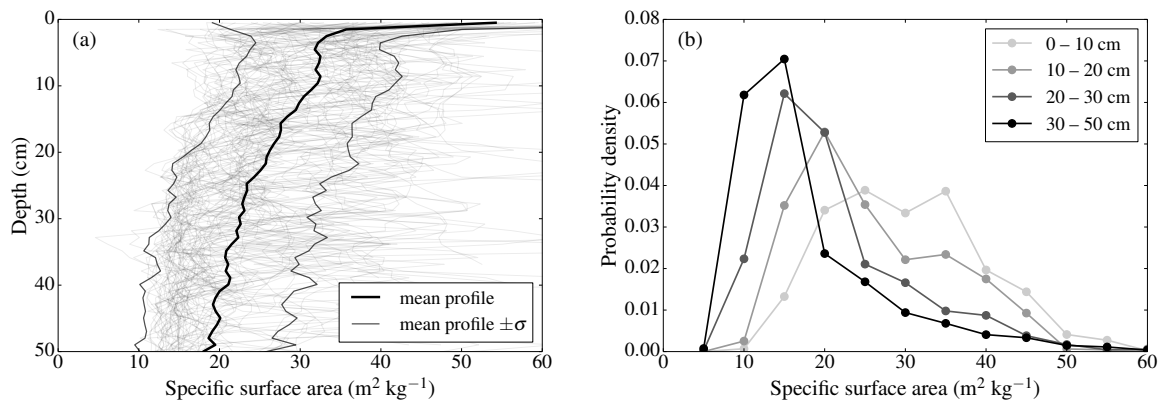 (a)
0
10
20
30
40
50
Depth (cm)
0
10
20
30
40
50
60
Specific surface area (m² kg⁻¹)
mean profile
mean profile ±σ
(b)
0.08
0.07
0.06
0.05
0.04
0.03
0.02
0.01
0.00
Probability density
0
10
20
30
40
50
60
Specific surface area (m² kg⁻¹)
0 – 10 cm
10 – 20 cm
20 – 30 cm
30 – 50 cm